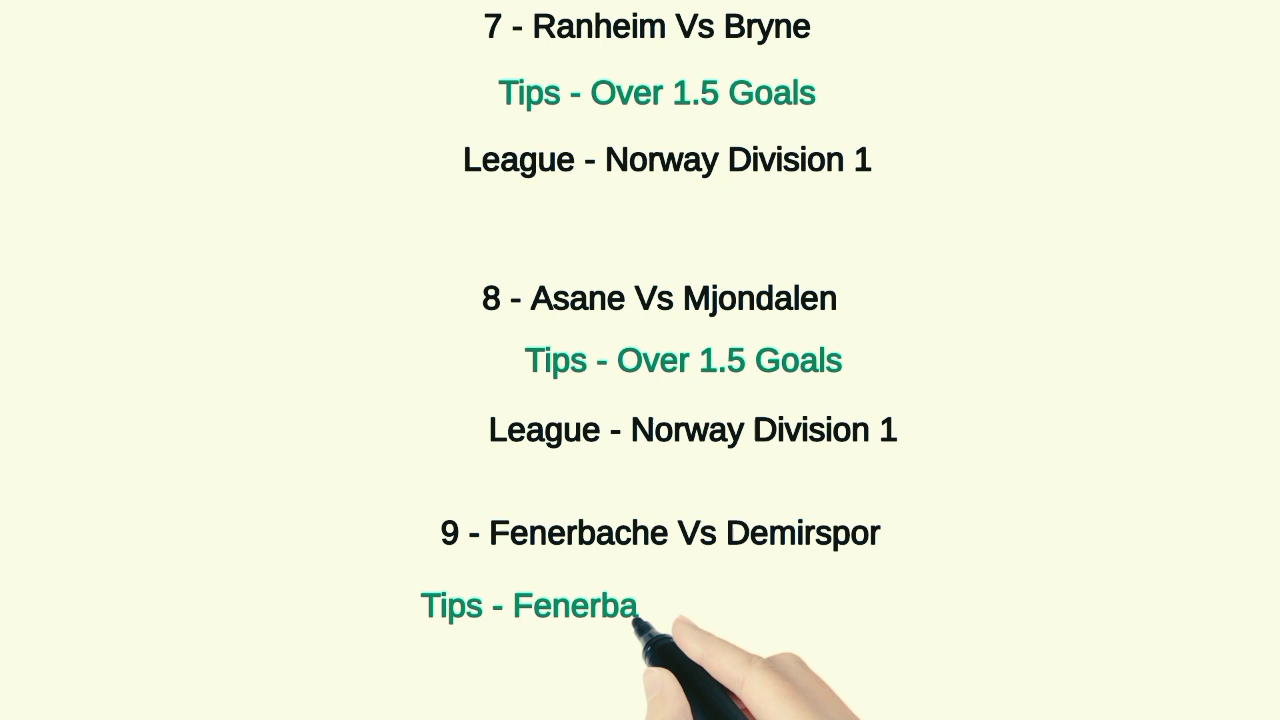 7 - Ranheim Vs Bryne
Tips - Over 1.5 Goals
League - Norway Division 1
8 - Asane Vs Mjondalen
Tips - Over 1.5 Goals
League - Norway Division 1
9 - Fenerbache Vs Demirspor
Tips - Fenerba